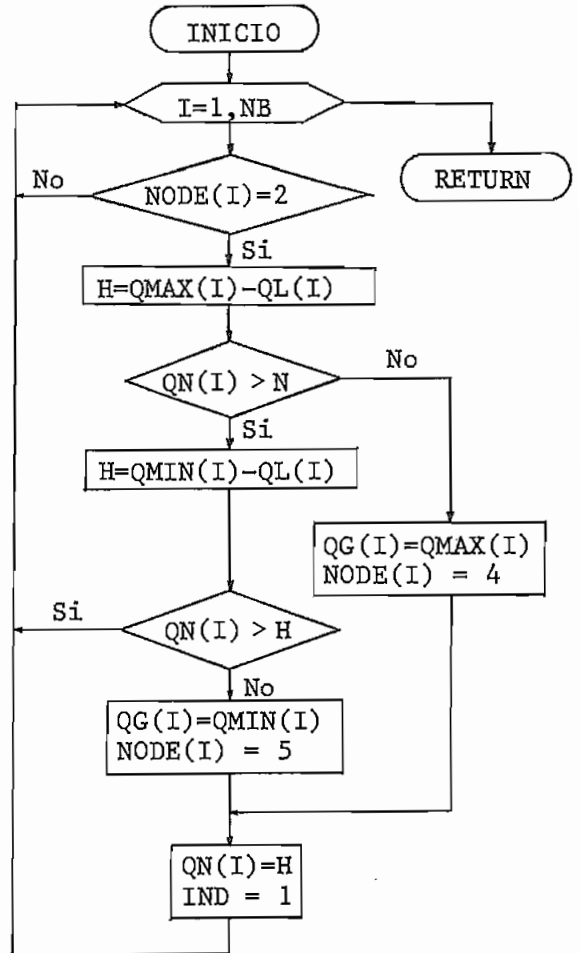 INICIO
I=1,NB
RETURN
No
NODE(I)=2
Si
H=QMAX(I)-QL(I)
No
QN(I) > N
Si
H=QMIN(I)-QL(I)
QG(I)=QMAX(I)
NODE(I) = 4
Si
QN(I) > H
No
QG(I)=QMIN(I)
NODE(I) = 5
QN(I)=H
IND = 1